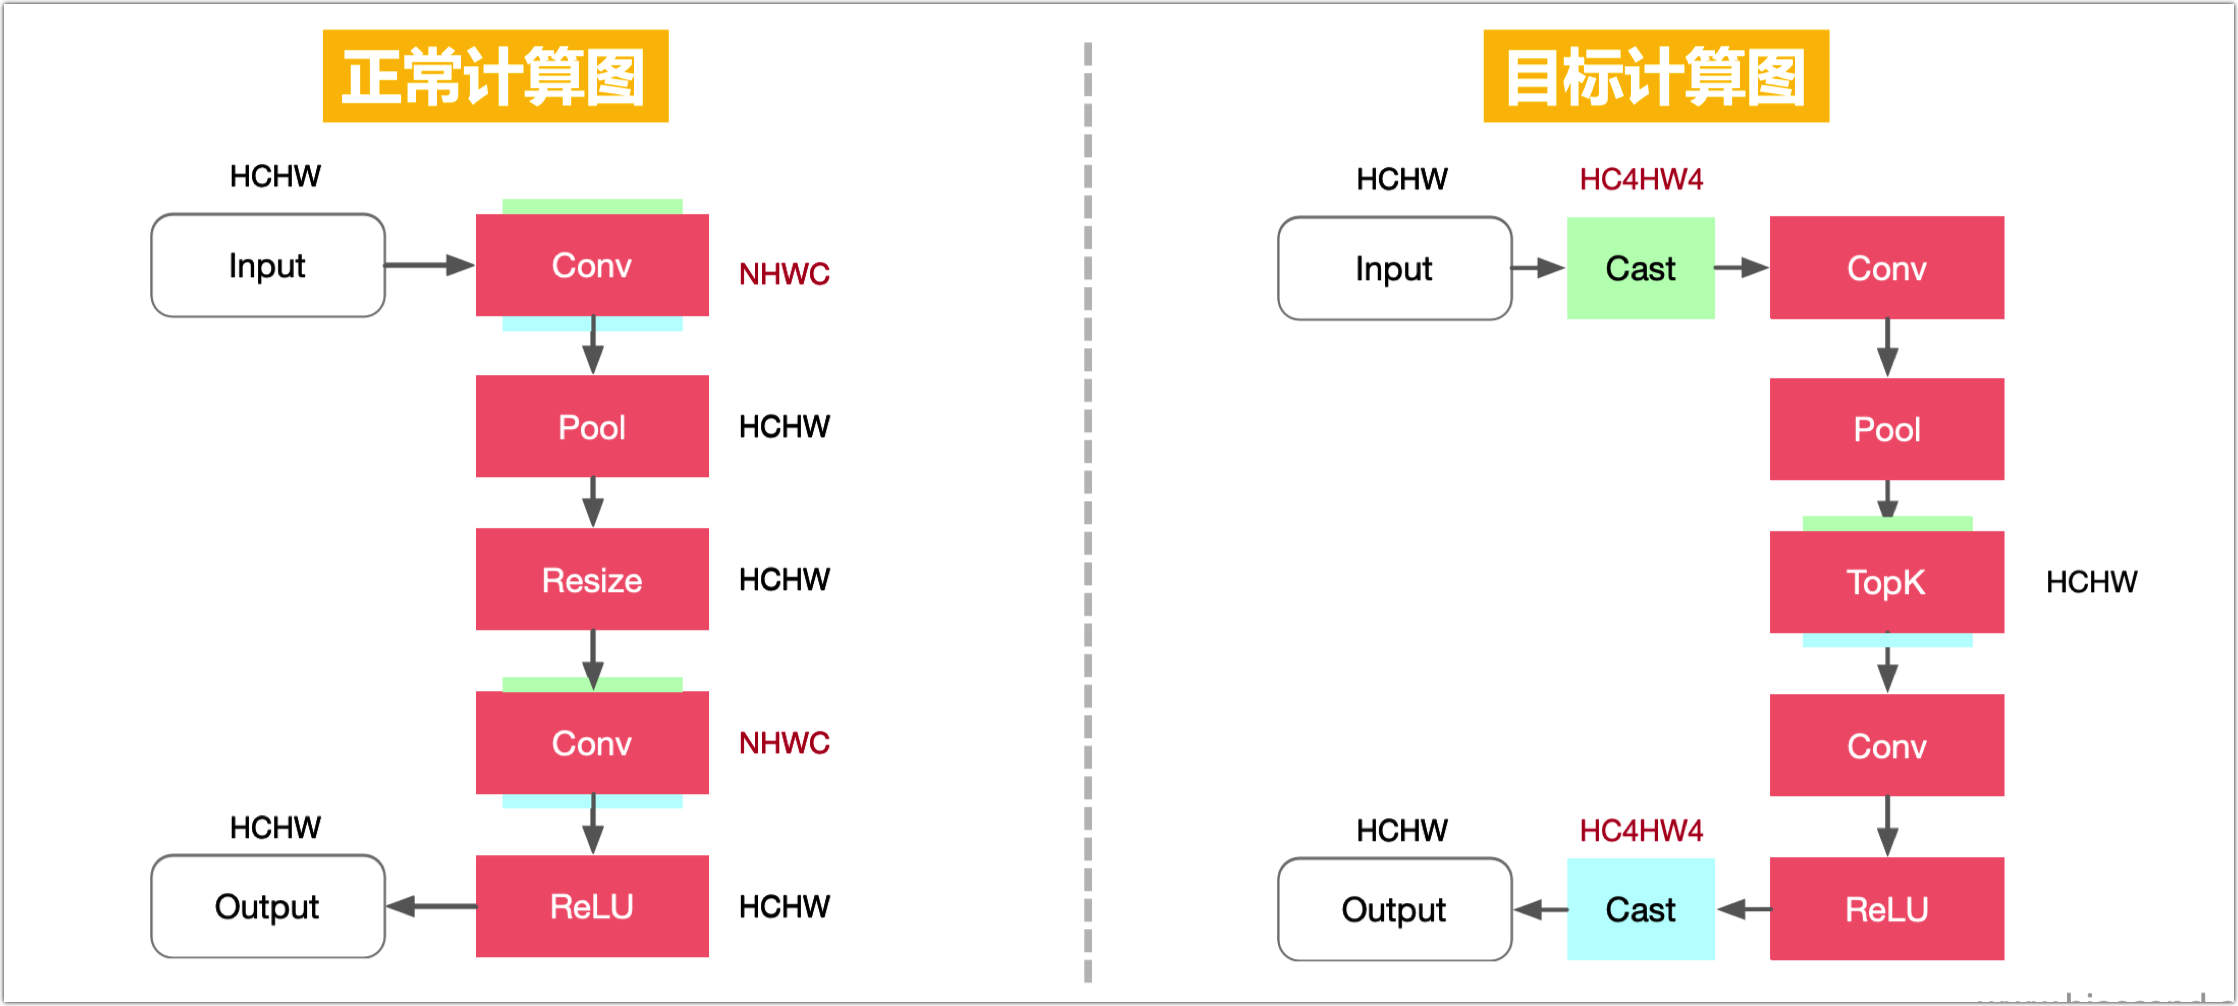 正常计算图
HCHW
Input
Conv
NHWC
Pool
HCHW
Resize
HCHW
Conv
NHWC
HCHW
Output
ReLU
HCHW
目标计算图
HCHW
HC4HW4
Input
Cast
Conv
Pool
TopK
HCHW
Conv
HCHW
HC4HW4
Output
Cast
ReLU